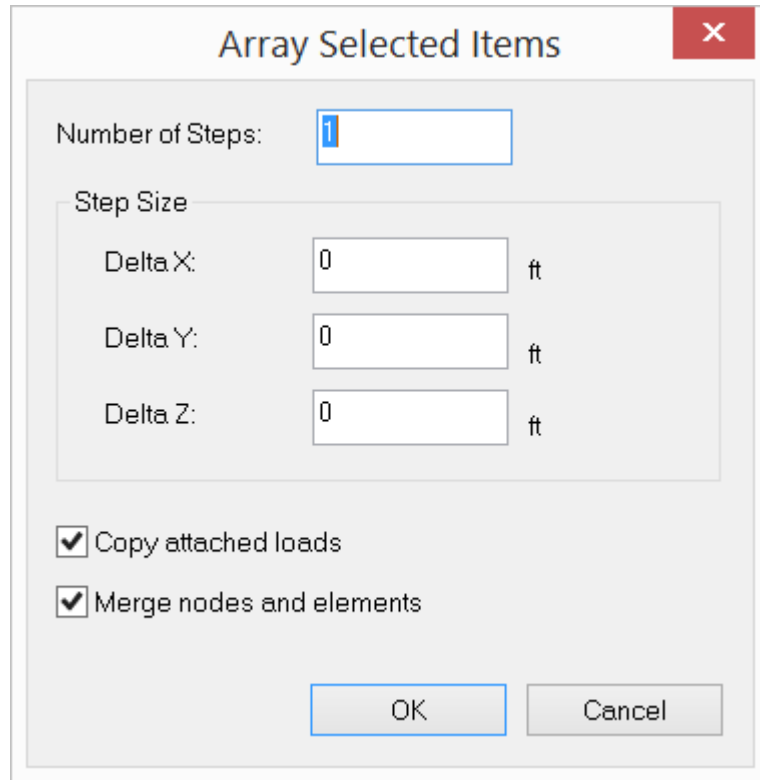 Array Selected Items
Number of Steps: 1
Step Size
Delta X: 0 ft
Delta Y: 0 ft
Delta Z: 0 ft
Copy attached loads
Merge nodes and elements
OK Cancel